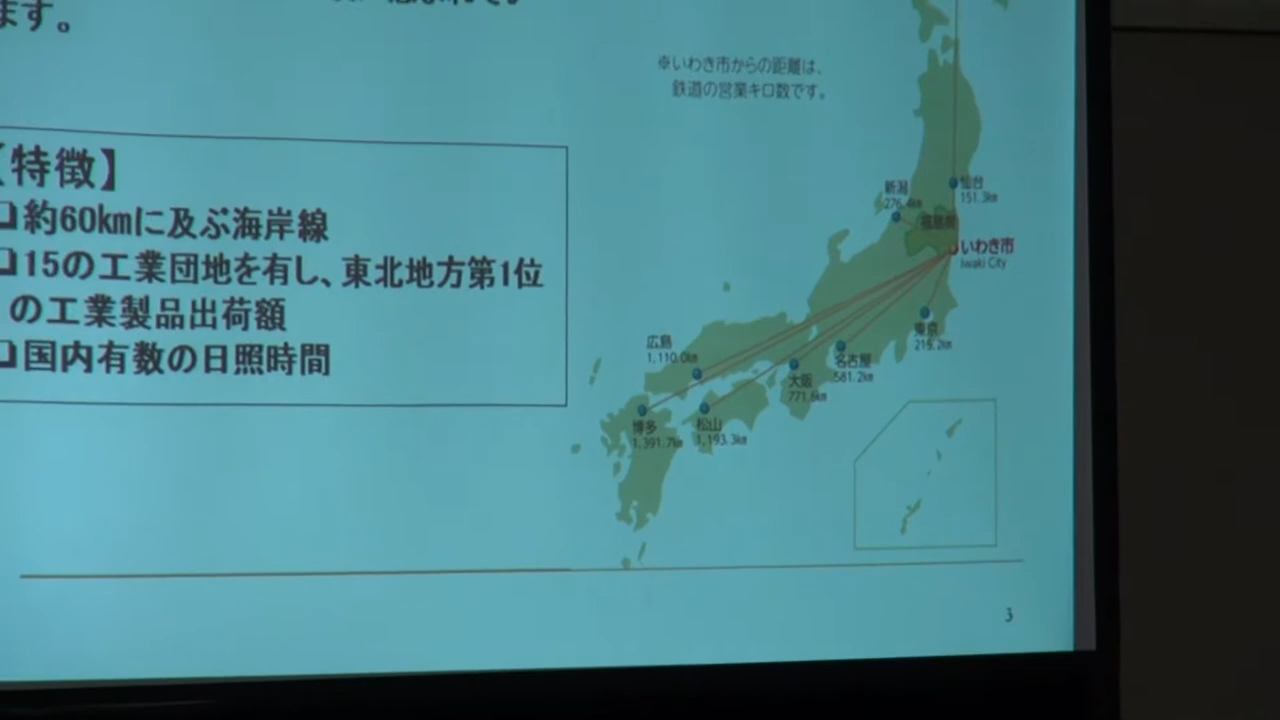 ます。
※いわき市からの距離は、
鉄道の営業キロ数です。
【特徴】
❑約60kmに及ぶ海岸線
❑15の工業団地を有し、東北地方第1位
の工業製品出荷額
❑国内有数の日照時間
仙台
151.3km
新潟
276.4km
福島県
いわき市
Iwaki City
東京
219.2km
広島
1,110.0km
名古屋
581.2km
大阪
771.8km
博多
1,391.7km
松山
1,193.3km
3